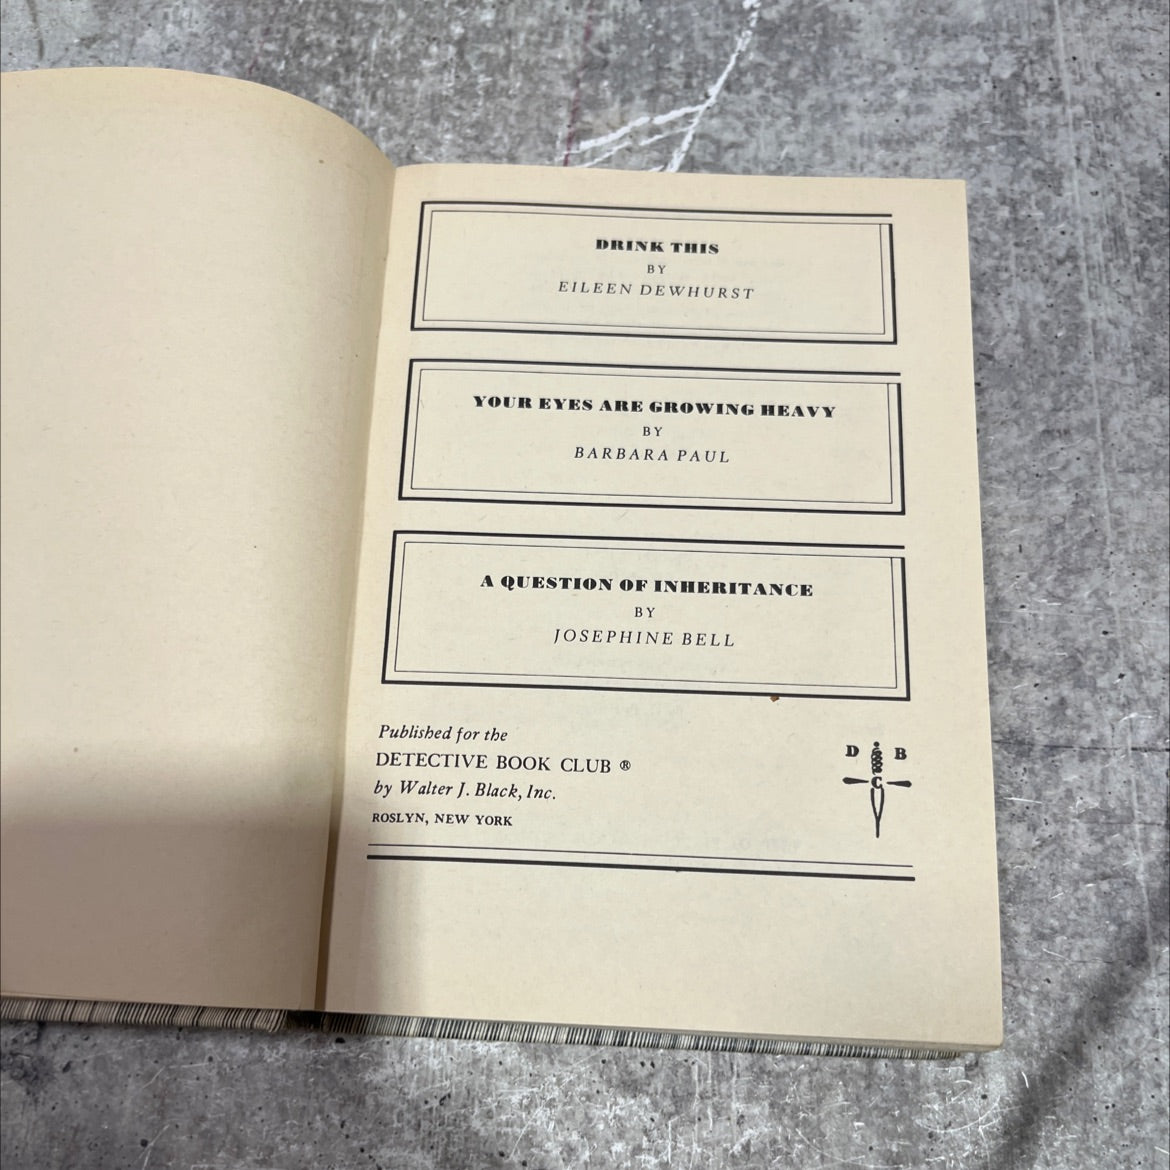 DRINK THIS
BY
EILEEN DEWHURST
YOUR EYES ARE GROWING HEAVY
BY
BARBARA PAUL
A QUESTION OF INHERITANCE
BY
JOSEPHINE BELL
Published for the
DETECTIVE BOOK CLUB ®
by Walter J. Black, Inc.
ROSLYN, NEW YORK
D B
C